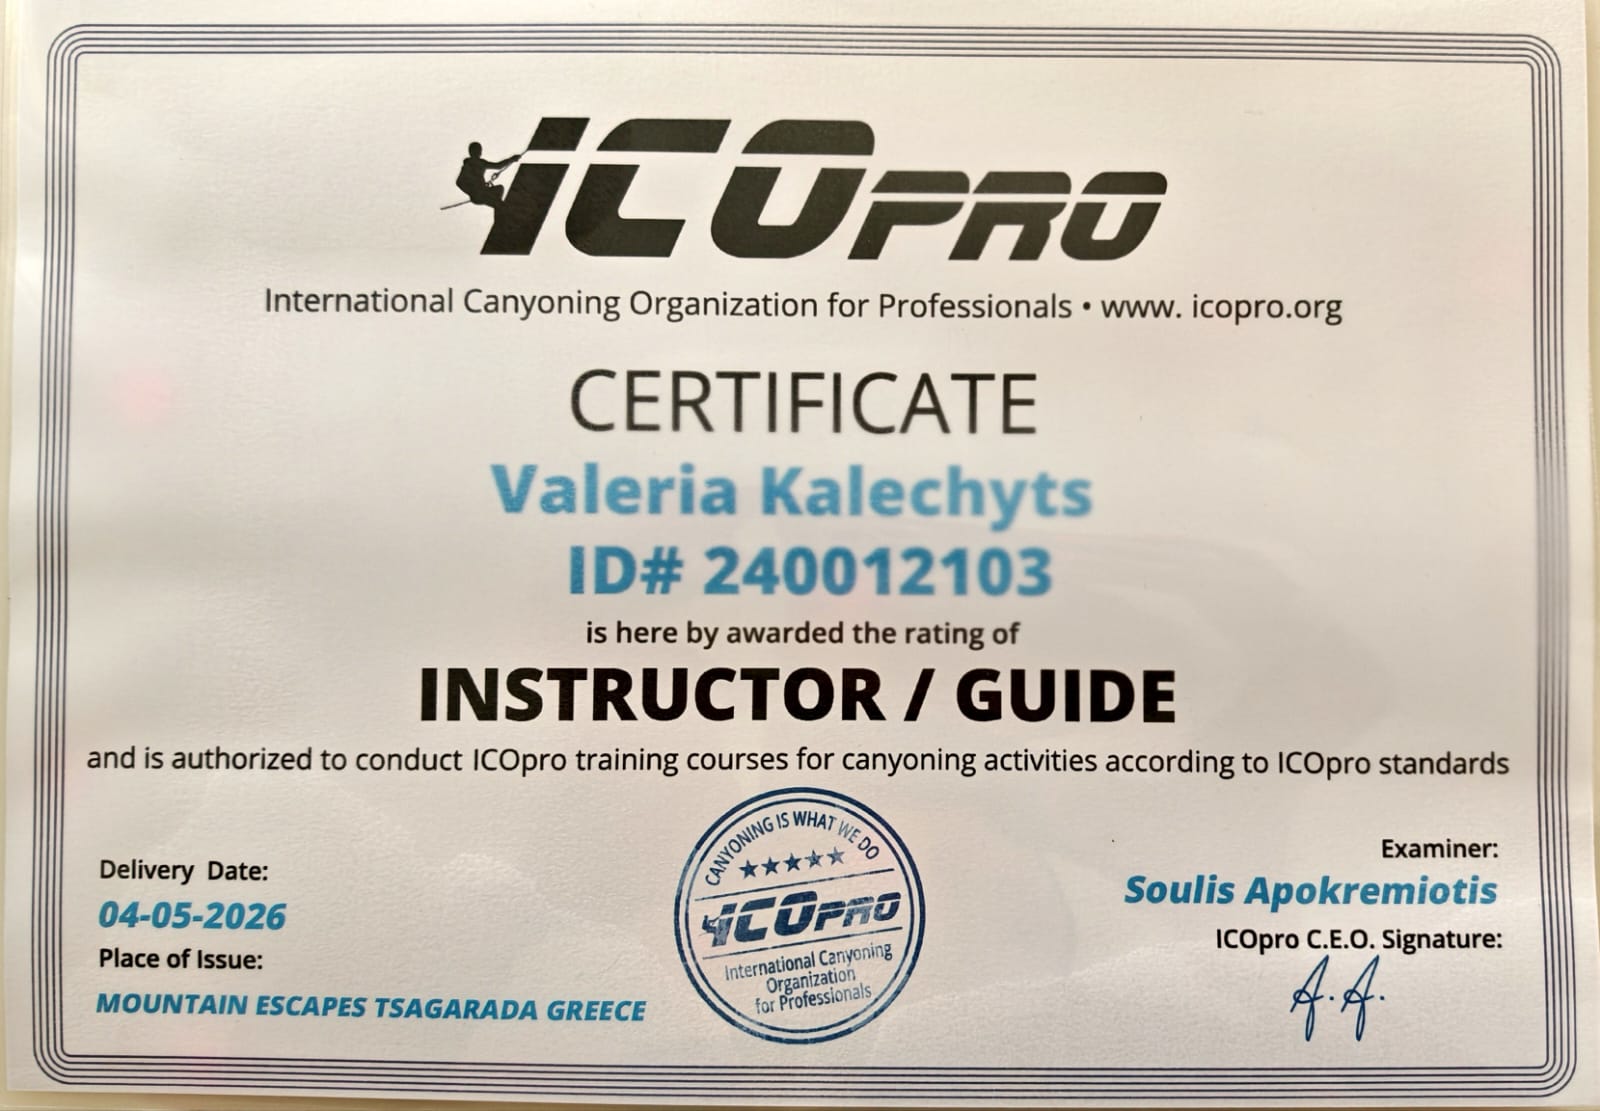 ICOPRO
International Canyoning Organization for Professionals • www. icopro.org
CERTIFICATE
Valeria Kalechyts
ID# 240012103
is here by awarded the rating of
INSTRUCTOR / GUIDE
and is authorized to conduct ICOpro training courses for canyoning activities according to ICOpro standards
Delivery Date:
04-05-2026
Place of Issue:
MOUNTAIN ESCAPES TSAGARADA GREECE
CANYONING IS WHAT WE DO
ICOPRO
International Canyoning
Organization
for Professionals
Examiner:
Soulis Apokremiotis
ICOpro C.E.O. Signature:
A. A.